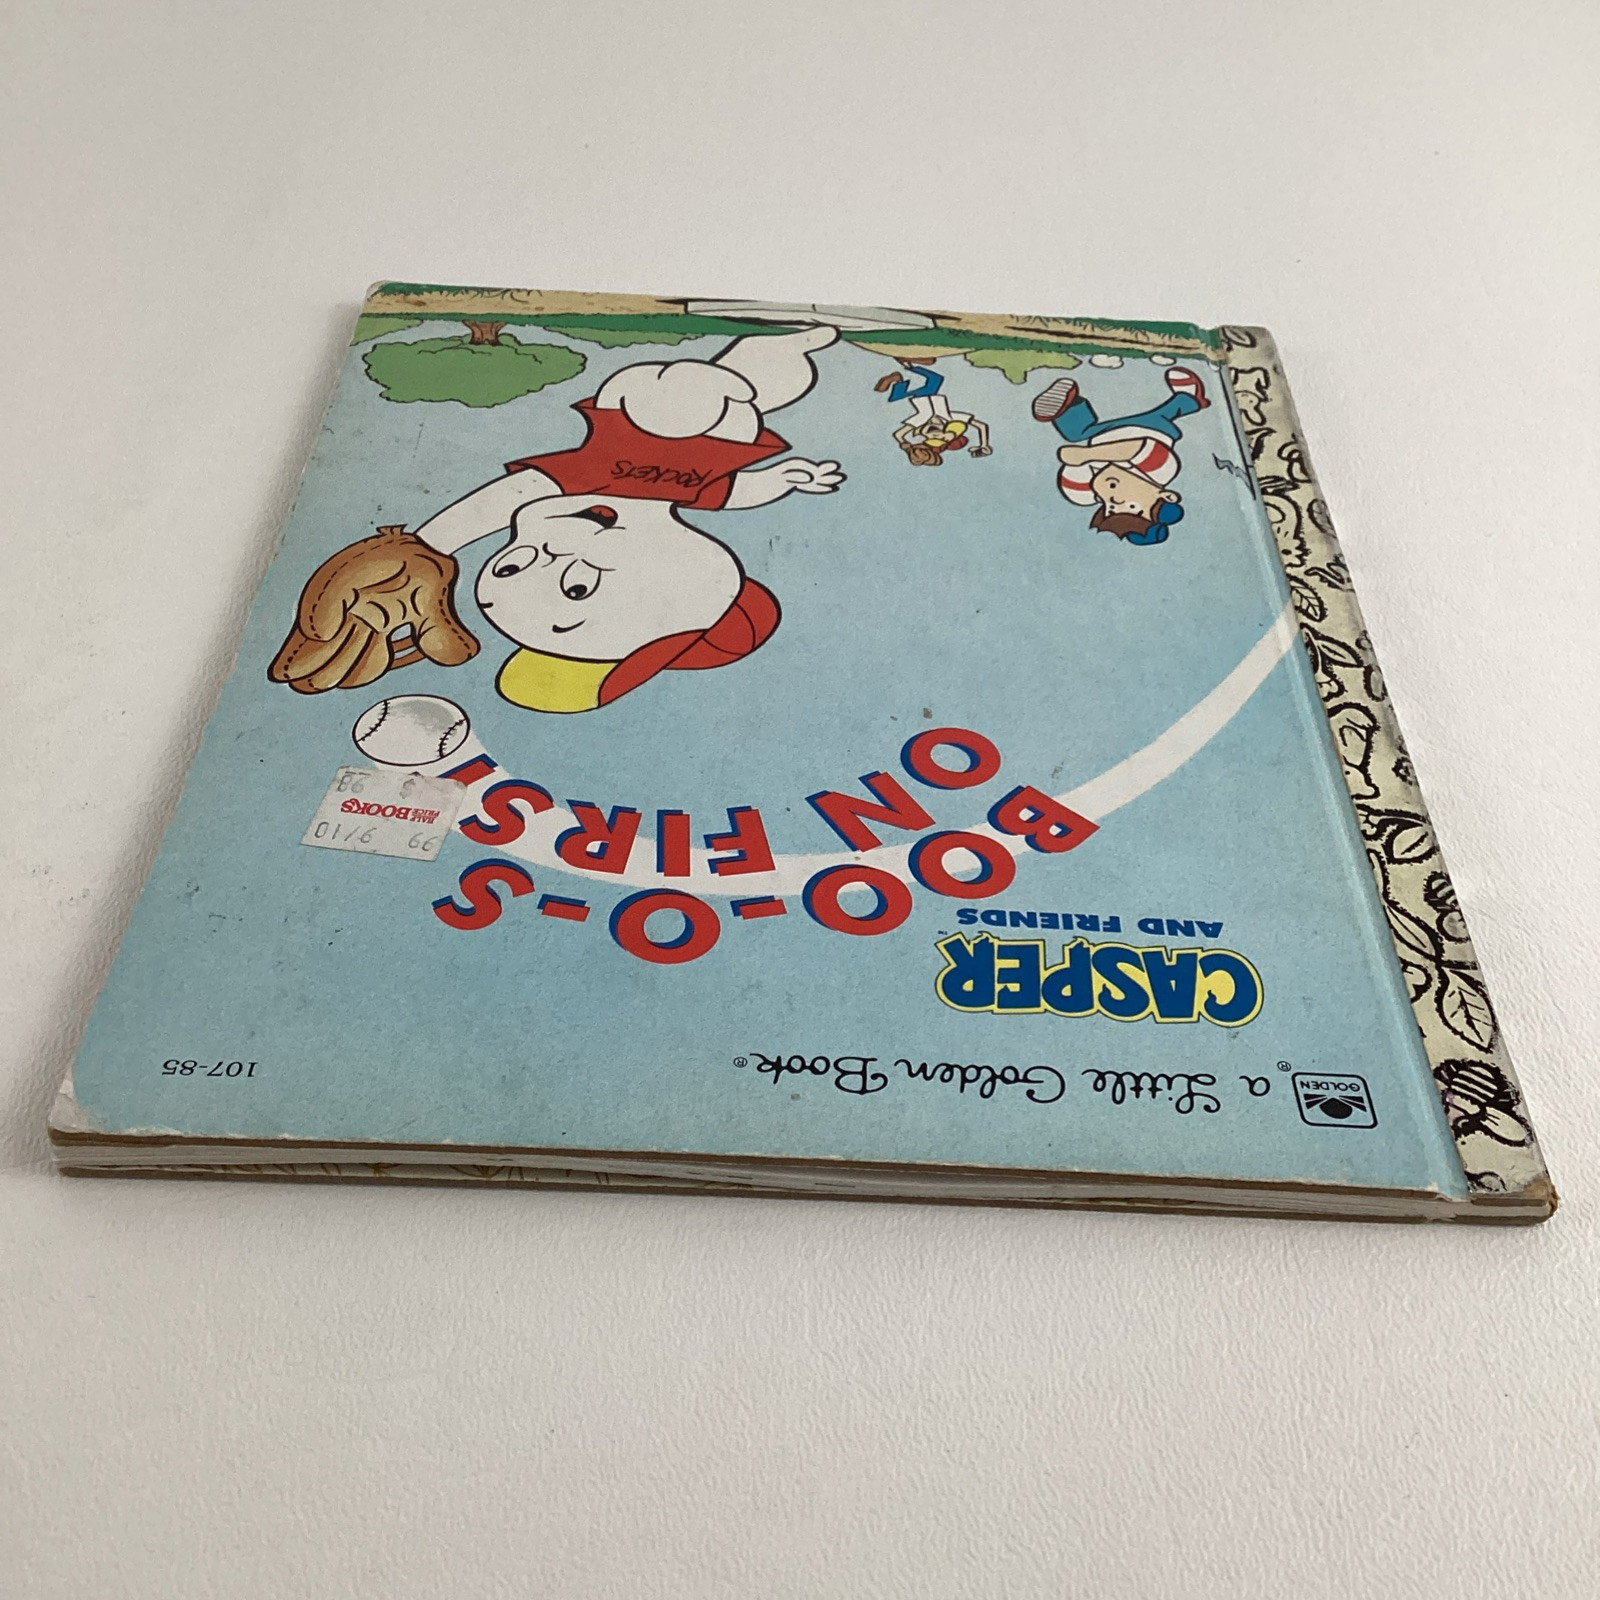 GOLDEN
®
a Little Golden Book®
107-85
CASPER™
AND FRIENDS
BOO-O-O-S
ON FIRST
99 9/10
HALF PRICE BOOKS
$ .98
ROCKETS